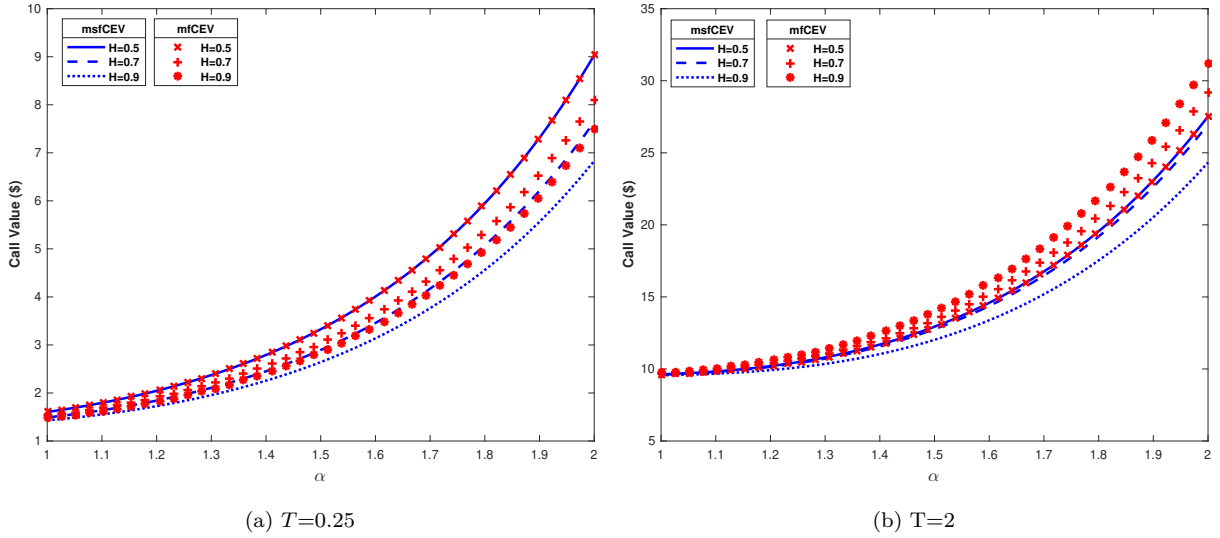 10
9
8
7
6
5
4
3
2
1
Call Value ($)
msfCEV
H=0.5
H=0.7
H=0.9
mfCEV
H=0.5
H=0.7
H=0.9
1 1.1 1.2 1.3 1.4 1.5 1.6 1.7 1.8 1.9 2
α
(a) T=0.25
35
30
25
20
15
10
5
Call Value ($)
msfCEV
H=0.5
H=0.7
H=0.9
mfCEV
H=0.5
H=0.7
H=0.9
1 1.1 1.2 1.3 1.4 1.5 1.6 1.7 1.8 1.9 2
α
(b) T=2